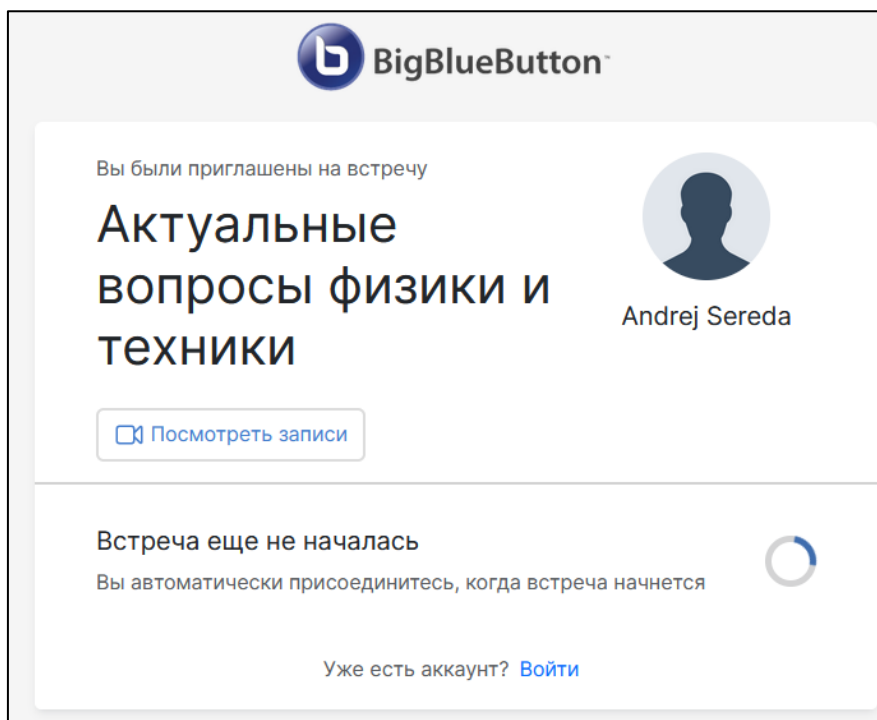 BigBlueButton™
Вы были приглашены на встречу
Актуальные
вопросы физики и
техники
Andrej Sereda
Посмотреть записи
Встреча еще не началась
Вы автоматически присоединитесь, когда встреча начнется
Уже есть аккаунт? Войти